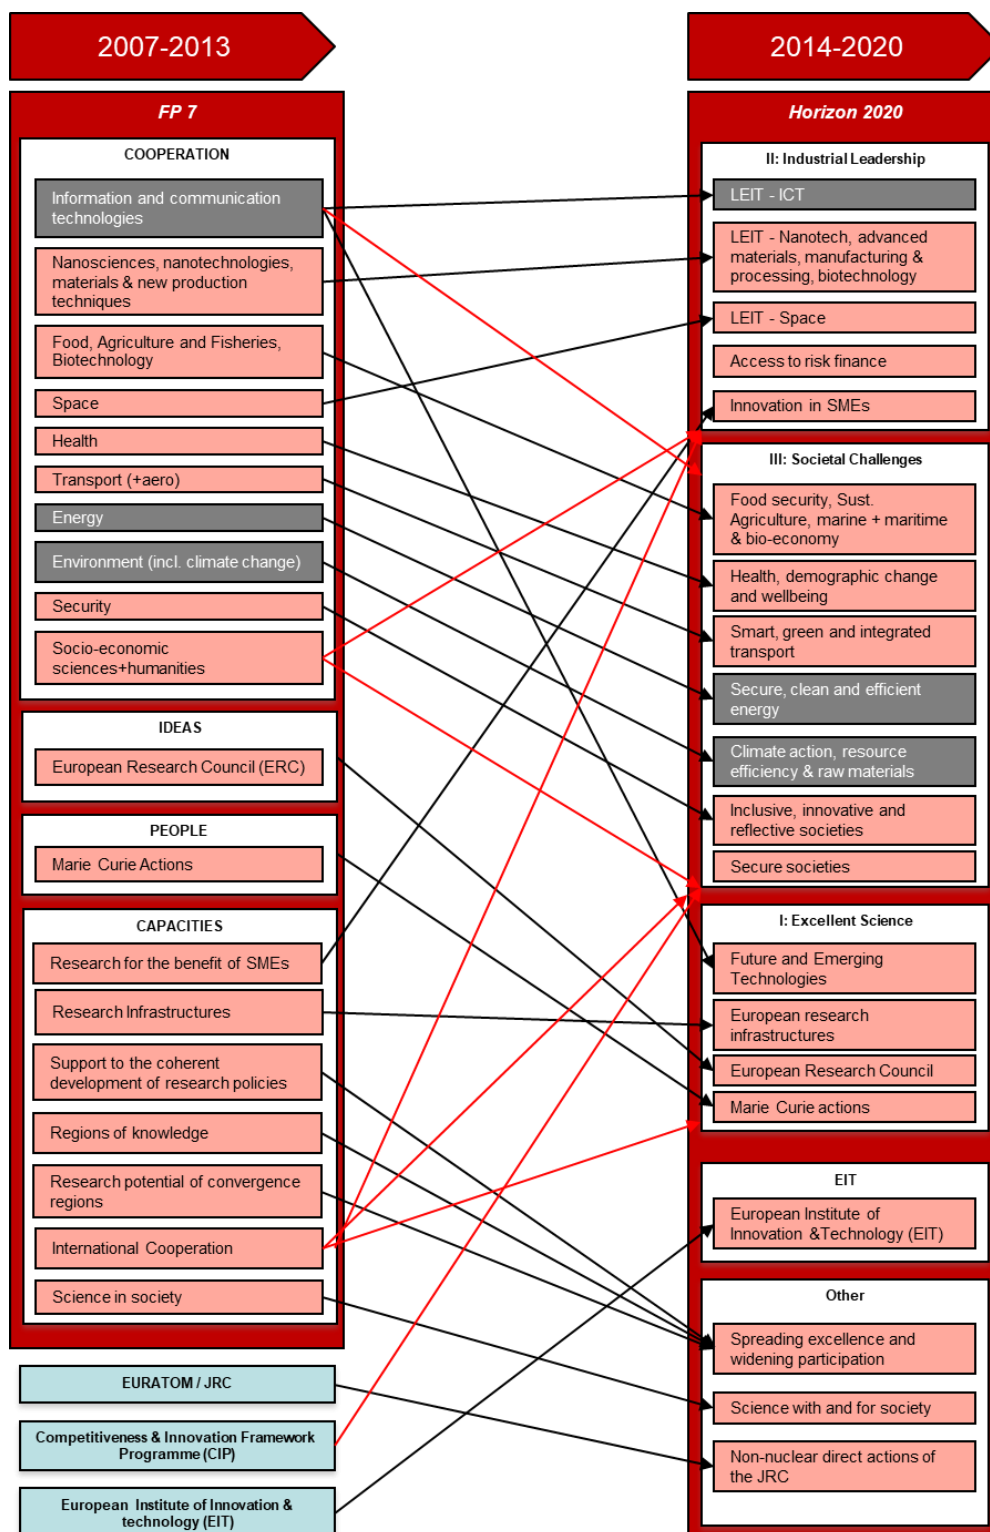 2007-2013
FP 7
COOPERATION
Information and communication
technologies
Nanosciences, nanotechnologies,
materials & new production
techniques
Food, Agriculture and Fisheries,
Biotechnology
Space
Health
Transport (+aero)
Energy
Environment (incl. climate change)
Security
Socio-economic
sciences+humanities
IDEAS
European Research Council (ERC)
PEOPLE
Marie Curie Actions
CAPACITIES
Research for the benefit of SMEs
Research Infrastructures
Support to the coherent
development of research policies
Regions of knowledge
Research potential of convergence
regions
International Cooperation
Science in society
EURATOM / JRC
Competitiveness & Innovation Framework
Programme (CIP)
European Institute of Innovation &
technology (EIT)
2014-2020
Horizon 2020
II: Industrial Leadership
LEIT - ICT
LEIT - Nanotech, advanced
materials, manufacturing &
processing, biotechnology
LEIT - Space
Access to risk finance
Innovation in SMEs
III: Societal Challenges
Food security, Sust.
Agriculture, marine + maritime
& bio-economy
Health, demographic change
and wellbeing
Smart, green and integrated
transport
Secure, clean and efficient
energy
Climate action, resource
efficiency & raw materials
Inclusive, innovative and
reflective societies
Secure societies
I: Excellent Science
Future and Emerging
Technologies
European research
infrastructures
European Research Council
Marie Curie actions
EIT
European Institute of
Innovation &Technology (EIT)
Other
Spreading excellence and
widening participation
Science with and for society
Non-nuclear direct actions of
the JRC